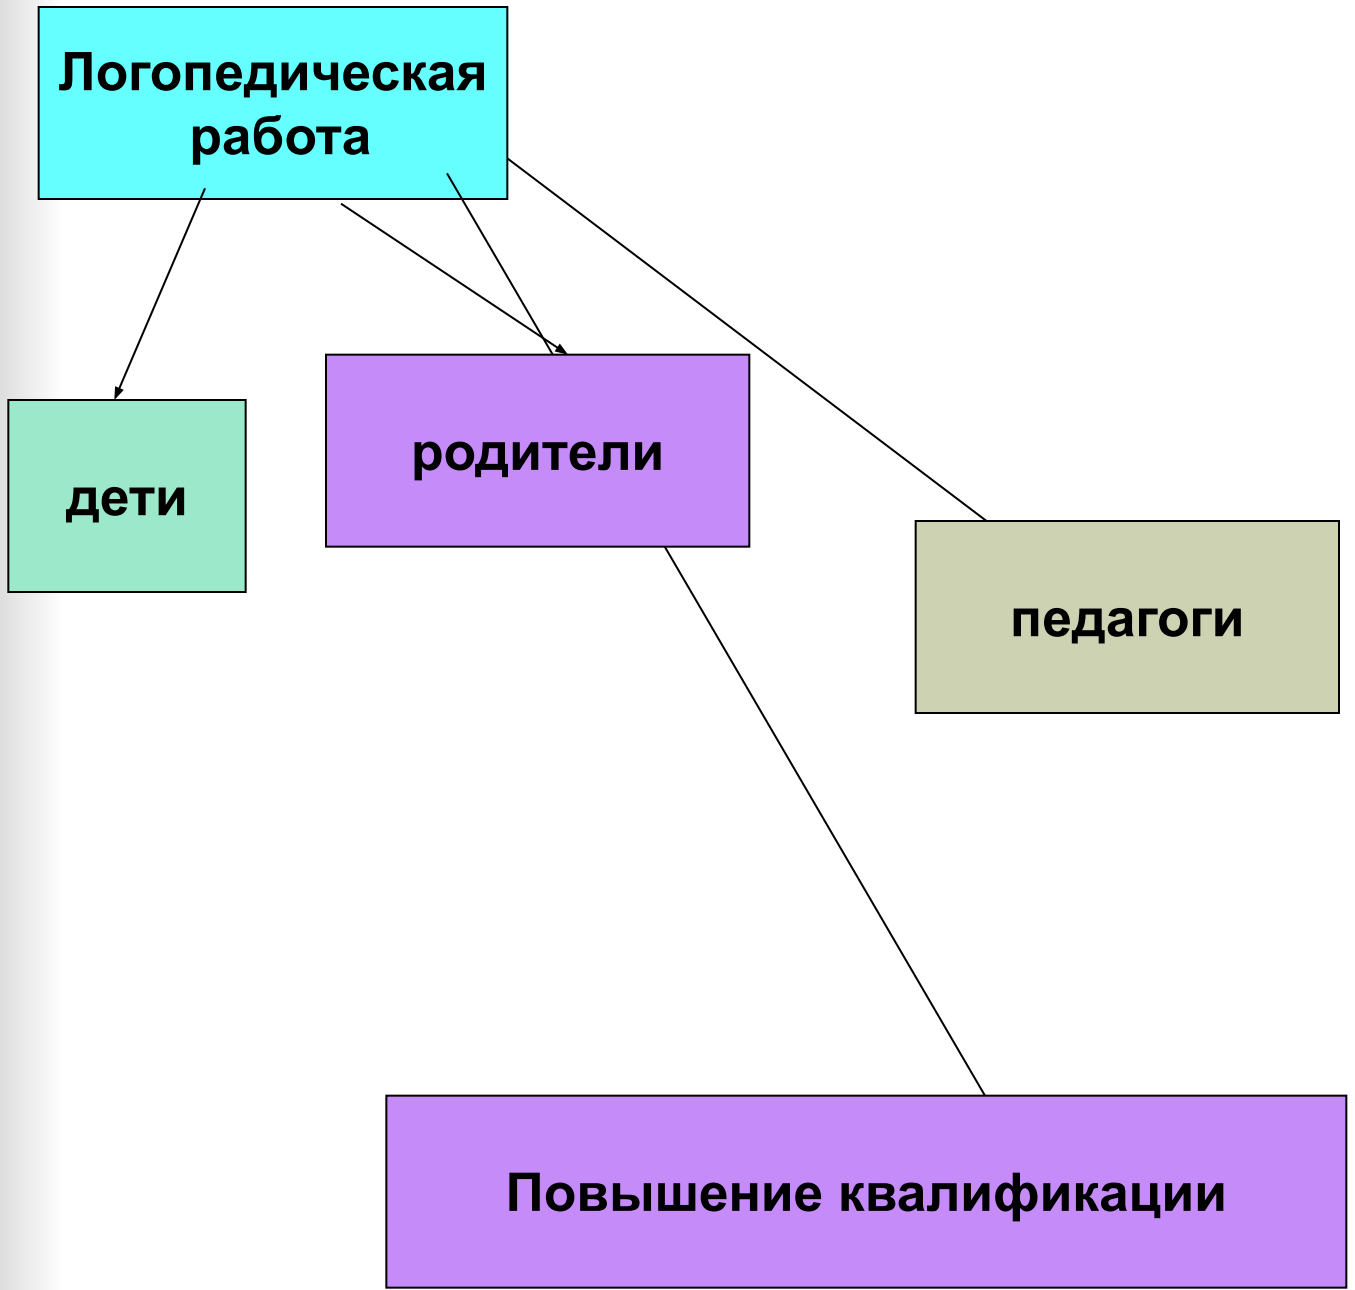 Логопедическая
работа
родители
дети
педагоги
Повышение квалификации